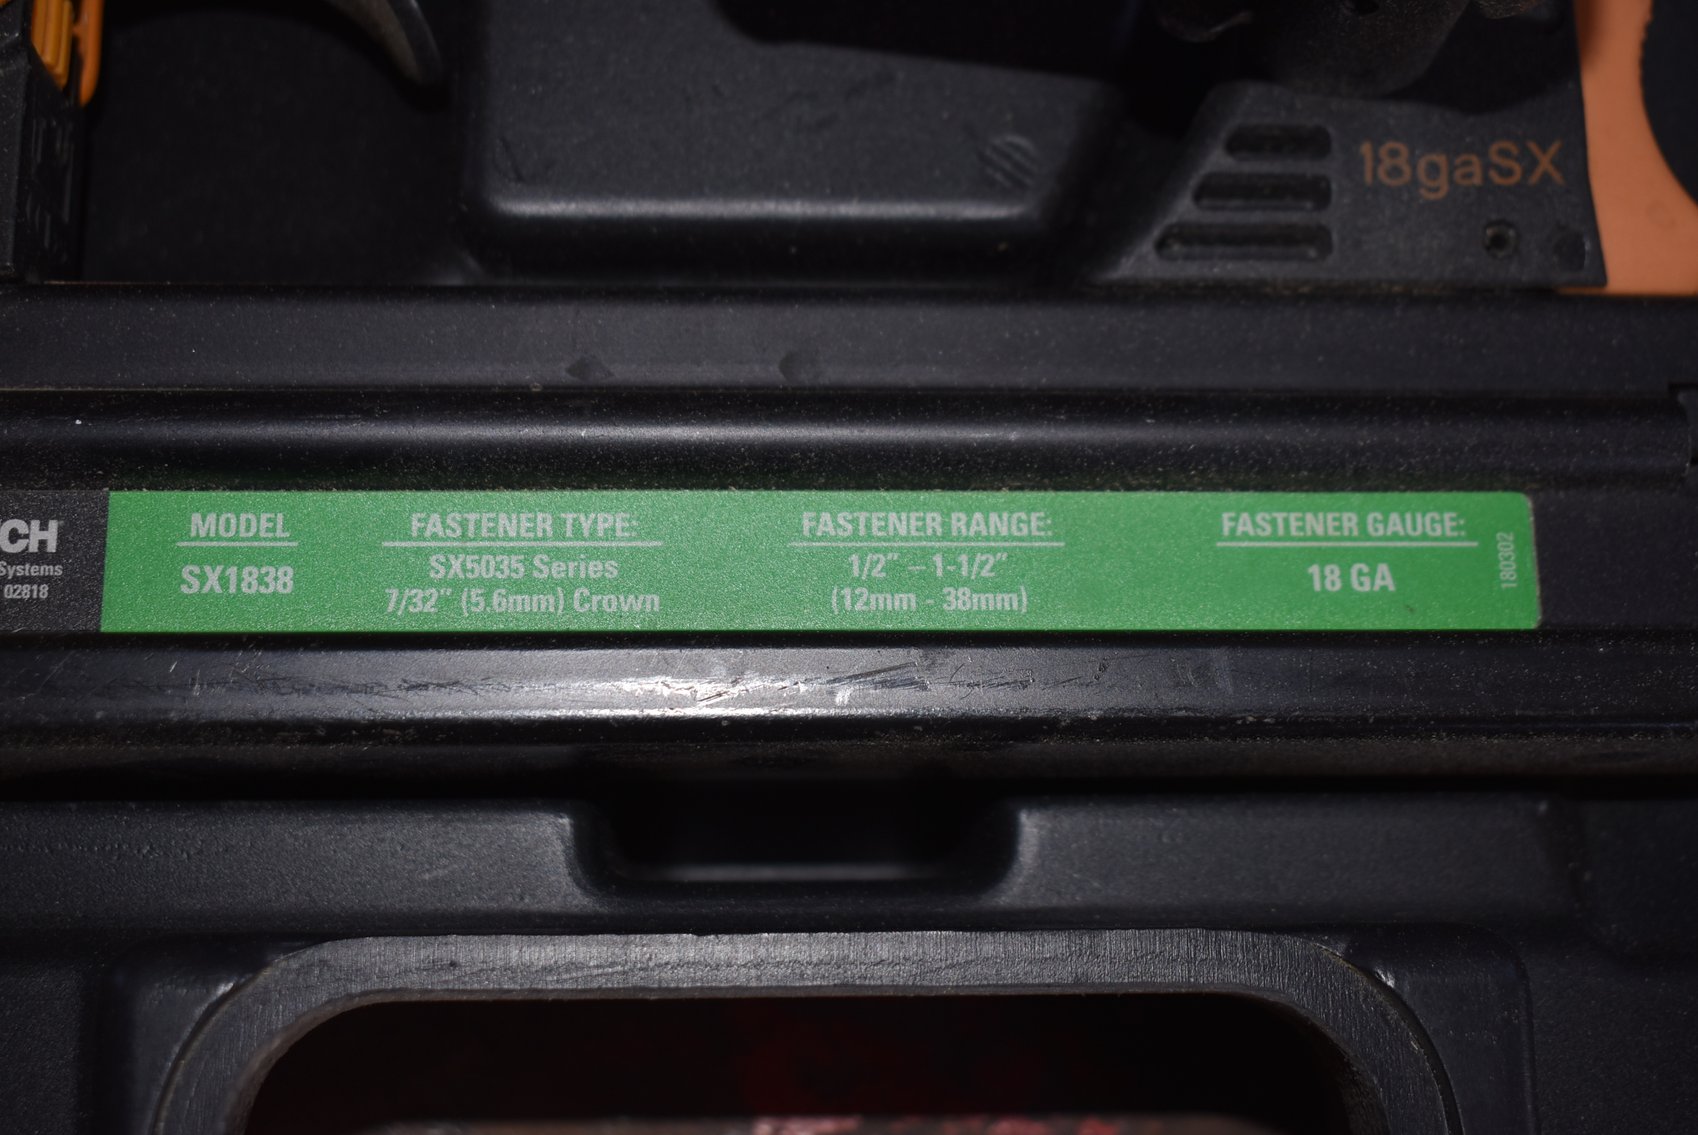 18gaSX
CH
Systems
02818
MODEL
SX1838
FASTENER TYPE:
SX5035 Series
7/32" (5.6mm) Crown
FASTENER RANGE:
1/2" – 1-1/2"
(12mm - 38mm)
FASTENER GAUGE:
18 GA
180302